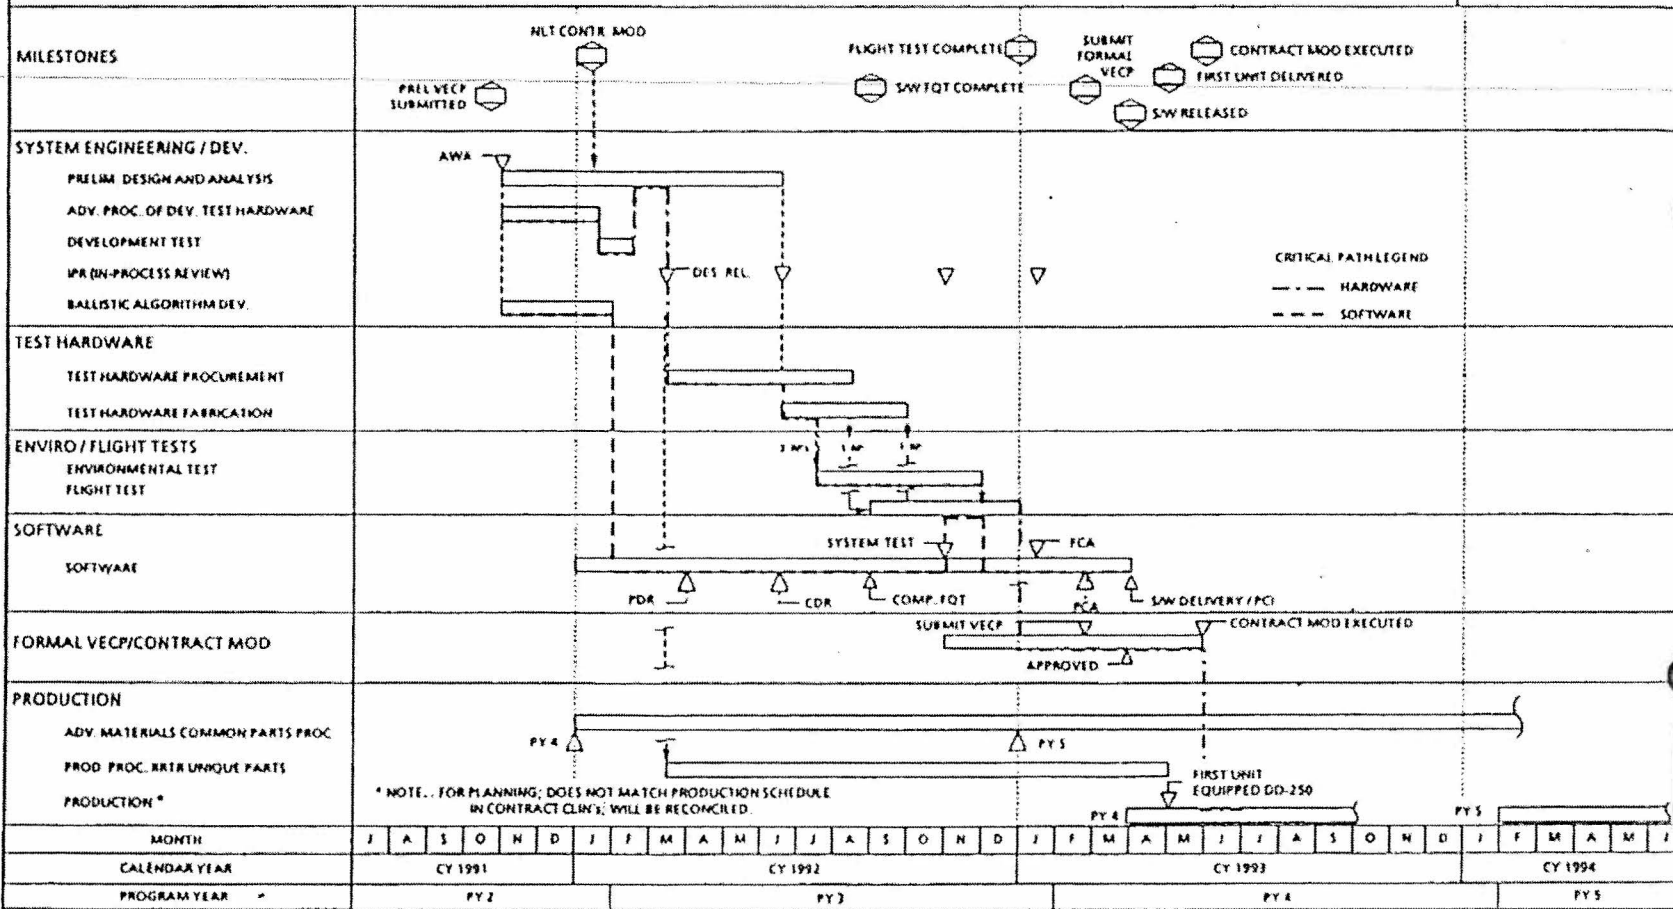 NLT CONTR. MOD
MILESTONES
FLIGHT TEST COMPLETE
SUBMIT
FORMAL
VECP
CONTRACT MOD EXECUTED
PREL VECP
SUBMITTED
S/W FQT COMPLETE
FIRST UNIT DELIVERED
S/W RELEASED
SYSTEM ENGINEERING / DEV.
AWA
PRELIM DESIGN AND ANALYSIS
ADV. PROC. OF DEV. TEST HARDWARE
DEVELOPMENT TEST
IPR (IN-PROCESS REVIEW)
DES. REL.
BALLISTIC ALGORITHM DEV.
CRITICAL PATH LEGEND
HARDWARE
SOFTWARE
TEST HARDWARE
TEST HARDWARE PROCUREMENT
TEST HARDWARE FABRICATION
ENVIRO / FLIGHT TESTS
ENVIRONMENTAL TEST
FLIGHT TEST
SOFTWARE
SYSTEM TEST
FCA
SOFTWARE
PDR
CDR
COMP. FQT
PCA
S/W DELIVERY / PCI
FORMAL VECP/CONTRACT MOD
SUBMIT VECP
CONTRACT MOD EXECUTED
APPROVED
PRODUCTION
ADV. MATERIALS COMMON PARTS PROC
PY 4
PY 5
PROD PROC. RRTR UNIQUE PARTS
FIRST UNIT
EQUIPPED DD-250
PRODUCTION *
* NOTE.. FOR PLANNING; DOES NOT MATCH PRODUCTION SCHEDULE
IN CONTRACT CLIN's; WILL BE RECONCILED.
PY 4
PY 5
MONTH J A S O N D J F M A M J J A S O N D J F M A M J J A S O N D J F M A M J
CALENDAR YEAR CY 1991 CY 1992 CY 1993 CY 1994
PROGRAM YEAR PY 2 PY 3 PY 4 PY 5